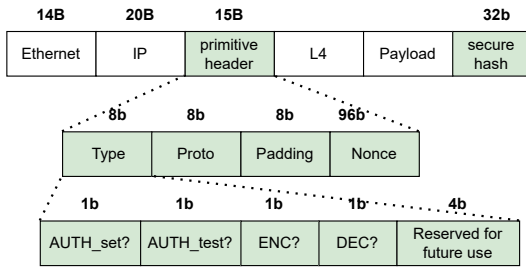 14B 20B 15B 32b
Ethernet IP primitive header L4 Payload secure hash
8b 8b 8b 96b
Type Proto Padding Nonce
1b 1b 1b 1b 4b
AUTH_set? AUTH_test? ENC? DEC? Reserved for future use